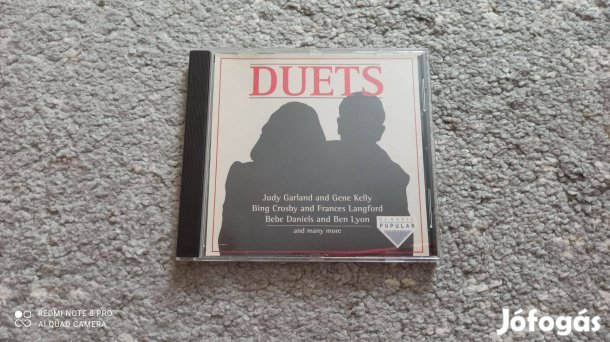 DUETS
Judy Garland and Gene Kelly
Bing Crosby and Frances Langford
Bebe Daniels and Ben Lyon
and many more
CLASSIC
POPULAR
REDMI NOTE 8 PRO
AI QUAD CAMERA
Jófogás